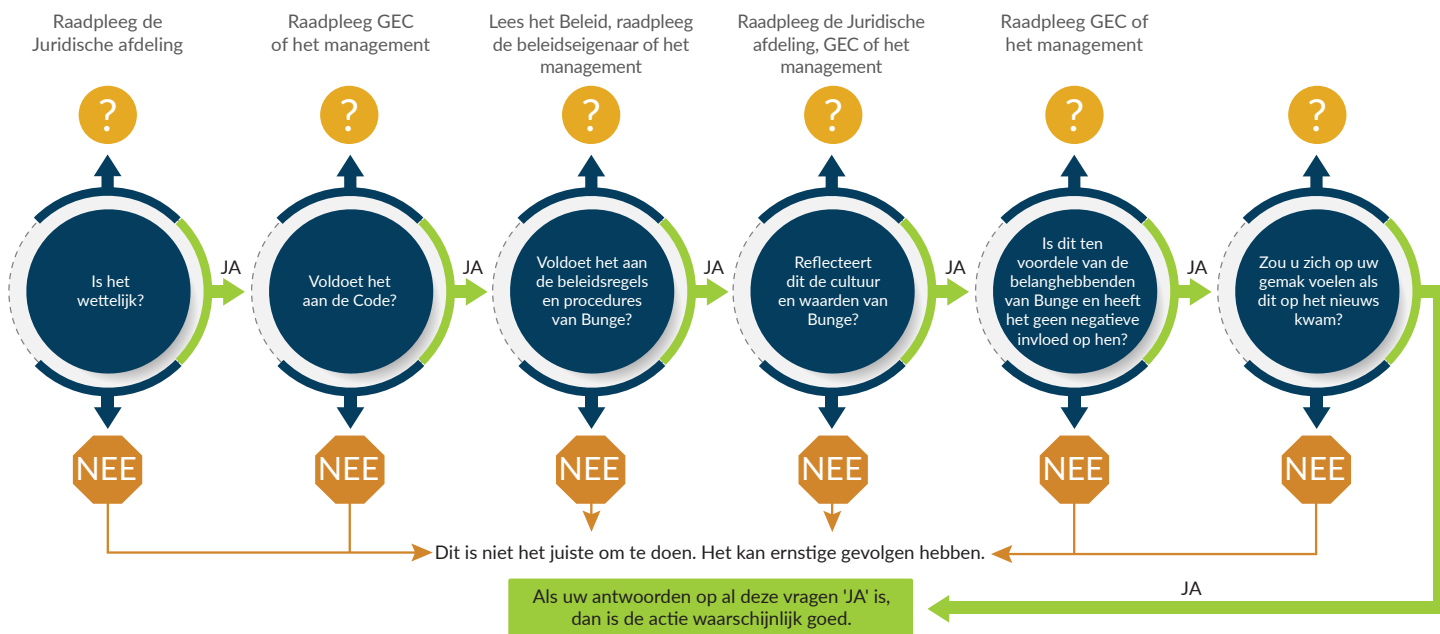 Raadpleeg de
Juridische afdeling
Raadpleeg GEC
of het management
Lees het Beleid, raadpleeg
de beleidseigenaar of het
management
Raadpleeg de Juridische
afdeling, GEC of het
management
Raadpleeg GEC of
het management
?
?
?
?
?
?
Is het
wettelijk?
JA
Voldoet het
aan de Code?
JA
Voldoet het aan
de beleidsregels
en procedures
van Bunge?
JA
Reflecteert
dit de cultuur
en waarden van
Bunge?
JA
Is dit ten
voordele van de
belanghebbenden
van Bunge en heeft
het geen negatieve
invloed op hen?
JA
Zou u zich op uw
gemak voelen als
dit op het nieuws
kwam?
NEE
NEE
NEE
NEE
NEE
NEE
Dit is niet het juiste om te doen. Het kan ernstige gevolgen hebben.
JA
Als uw antwoorden op al deze vragen 'JA' is,
dan is de actie waarschijnlijk goed.